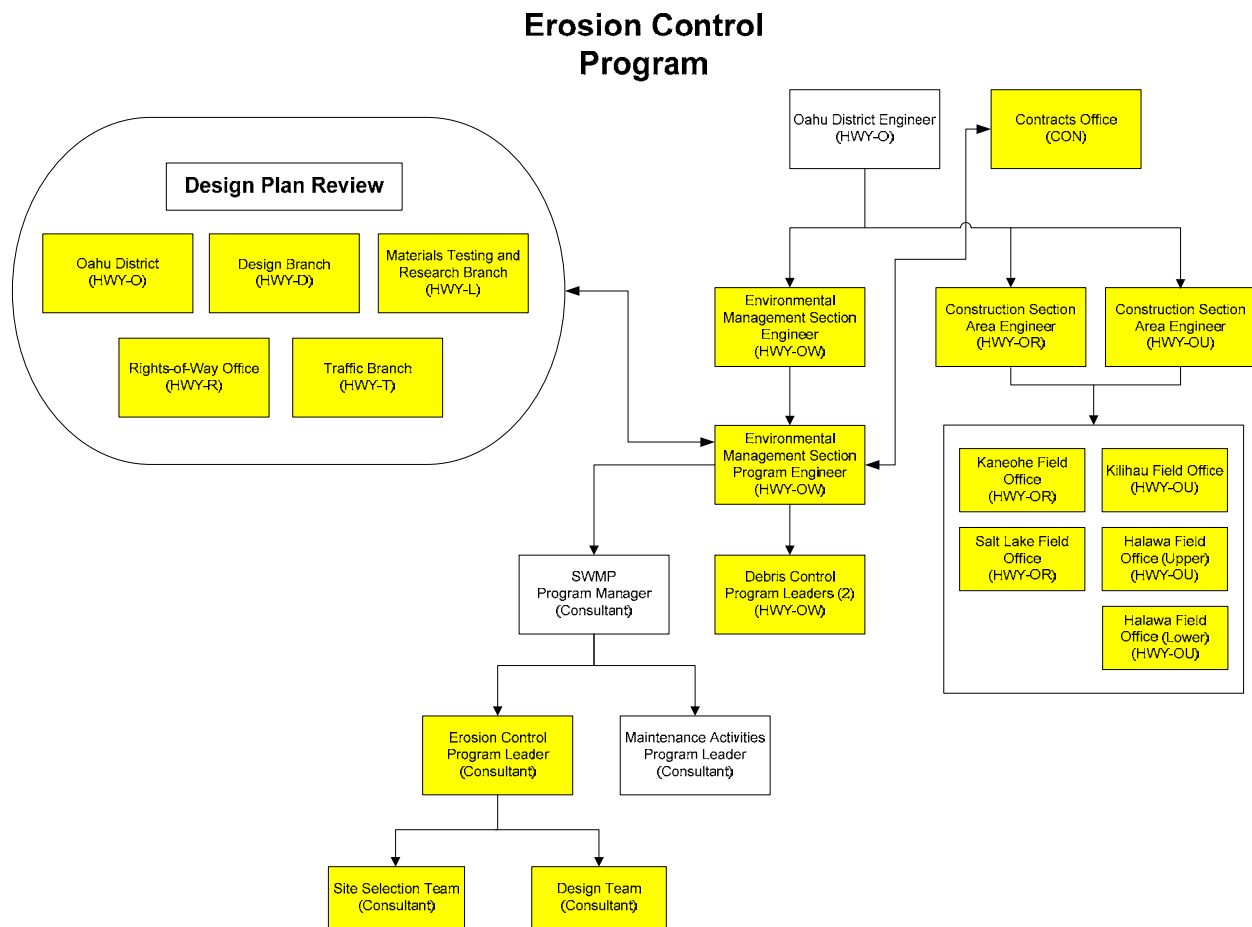 Erosion Control
Program
Oahu District Engineer
(HWY-O)
Contracts Office
(CON)
Design Plan Review
Oahu District
(HWY-O)
Design Branch
(HWY-D)
Materials Testing and
Research Branch
(HWY-L)
Rights-of-Way Office
(HWY-R)
Traffic Branch
(HWY-T)
Environmental
Management Section
Engineer
(HWY-OW)
Construction Section
Area Engineer
(HWY-OR)
Construction Section
Area Engineer
(HWY-OU)
Environmental
Management Section
Program Engineer
(HWY-OW)
Kaneohe Field
Office
(HWY-OR)
Kilihau Field Office
(HWY-OU)
Salt Lake Field
Office
(HWY-OR)
Halawa Field
Office (Upper)
(HWY-OU)
Halawa Field
Office (Lower)
(HWY-OU)
SWMP
Program Manager
(Consultant)
Debris Control
Program Leaders (2)
(HWY-OW)
Erosion Control
Program Leader
(Consultant)
Maintenance Activities
Program Leader
(Consultant)
Site Selection Team
(Consultant)
Design Team
(Consultant)